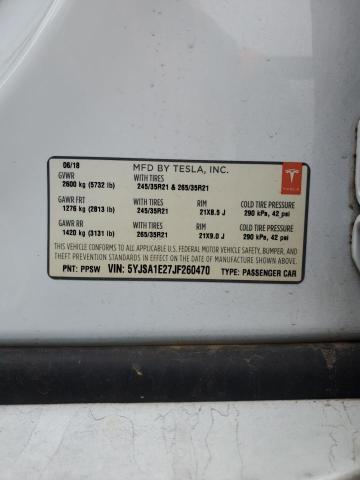 06/18 MFD BY TESLA, INC.
GVWR WITH TIRES
2600 kg (5732 lb) 245/35R21 & 265/35R21
TESLA
GAWR FRT WITH TIRES RIM COLD TIRE PRESSURE
1276 kg (2813 lb) 245/35R21 21X8.5 J 290 kPa, 42 psi
GAWR RR WITH TIRES RIM COLD TIRE PRESSURE
1420 kg (3131 lb) 265/35R21 21X9.0 J 290 kPa, 42 psi
THIS VEHICLE CONFORMS TO ALL APPLICABLE U.S. FEDERAL MOTOR VEHICLE SAFETY, BUMPER,
AND THEFT PREVENTION STANDARDS IN EFFECT ON THE DATE OF MANUFACTURE SHOWN ABOVE.
PNT: PPSW VIN: 5YJSA1E27JF260470 TYPE: PASSENGER CAR